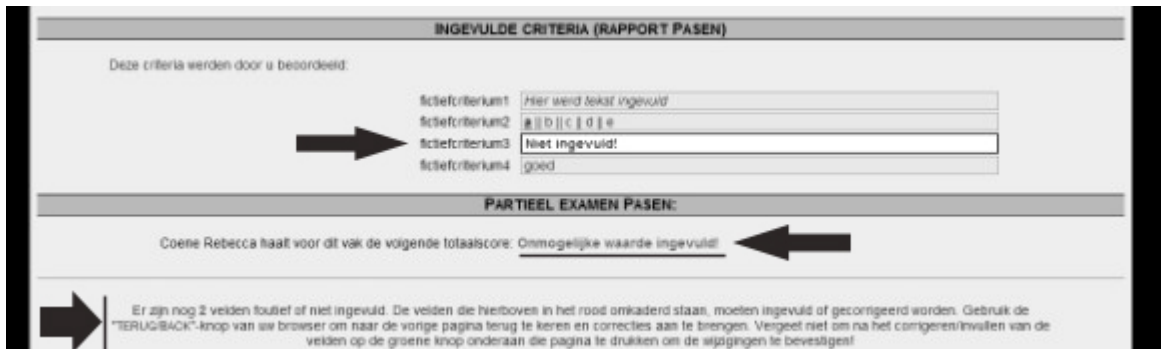 INGEVULDE CRITERIA (RAPPORT PASEN)
Deze criteria werden door u beoordeeld:
fictiefcriterium1 Hier werd tekst ingevuld
fictiefcriterium2 a || b || c || d || e
fictiefcriterium3 Niet ingevuld!
fictiefcriterium4 goed
PARTIEEL EXAMEN PASEN:
Coene Rebecca haalt voor dit vak de volgende totaalscore: Onmogelijke waarde ingevuld!
Er zijn nog 2 velden foutief of niet ingevuld. De velden die hierboven in het rood omkaderd staan, moeten ingevuld of gecorrigeerd worden. Gebruik de
"TERUG/BACK"-knop van uw browser om naar de vorige pagina terug te keren en correcties aan te brengen. Vergeet niet om na het corrigeren/invullen van de
velden op de groene knop onderaan die pagina te drukken om de wijzigingen te bevestigen!